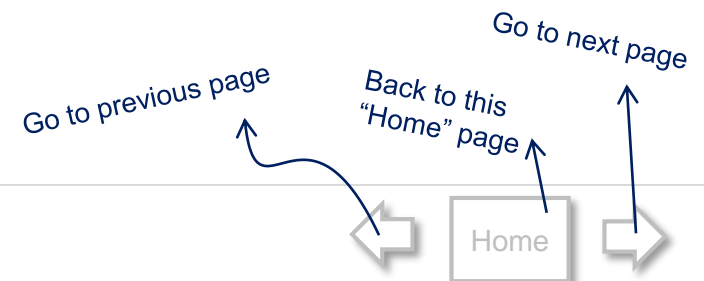 Go to next page
Go to previous page
Back to this
“Home” page
Home